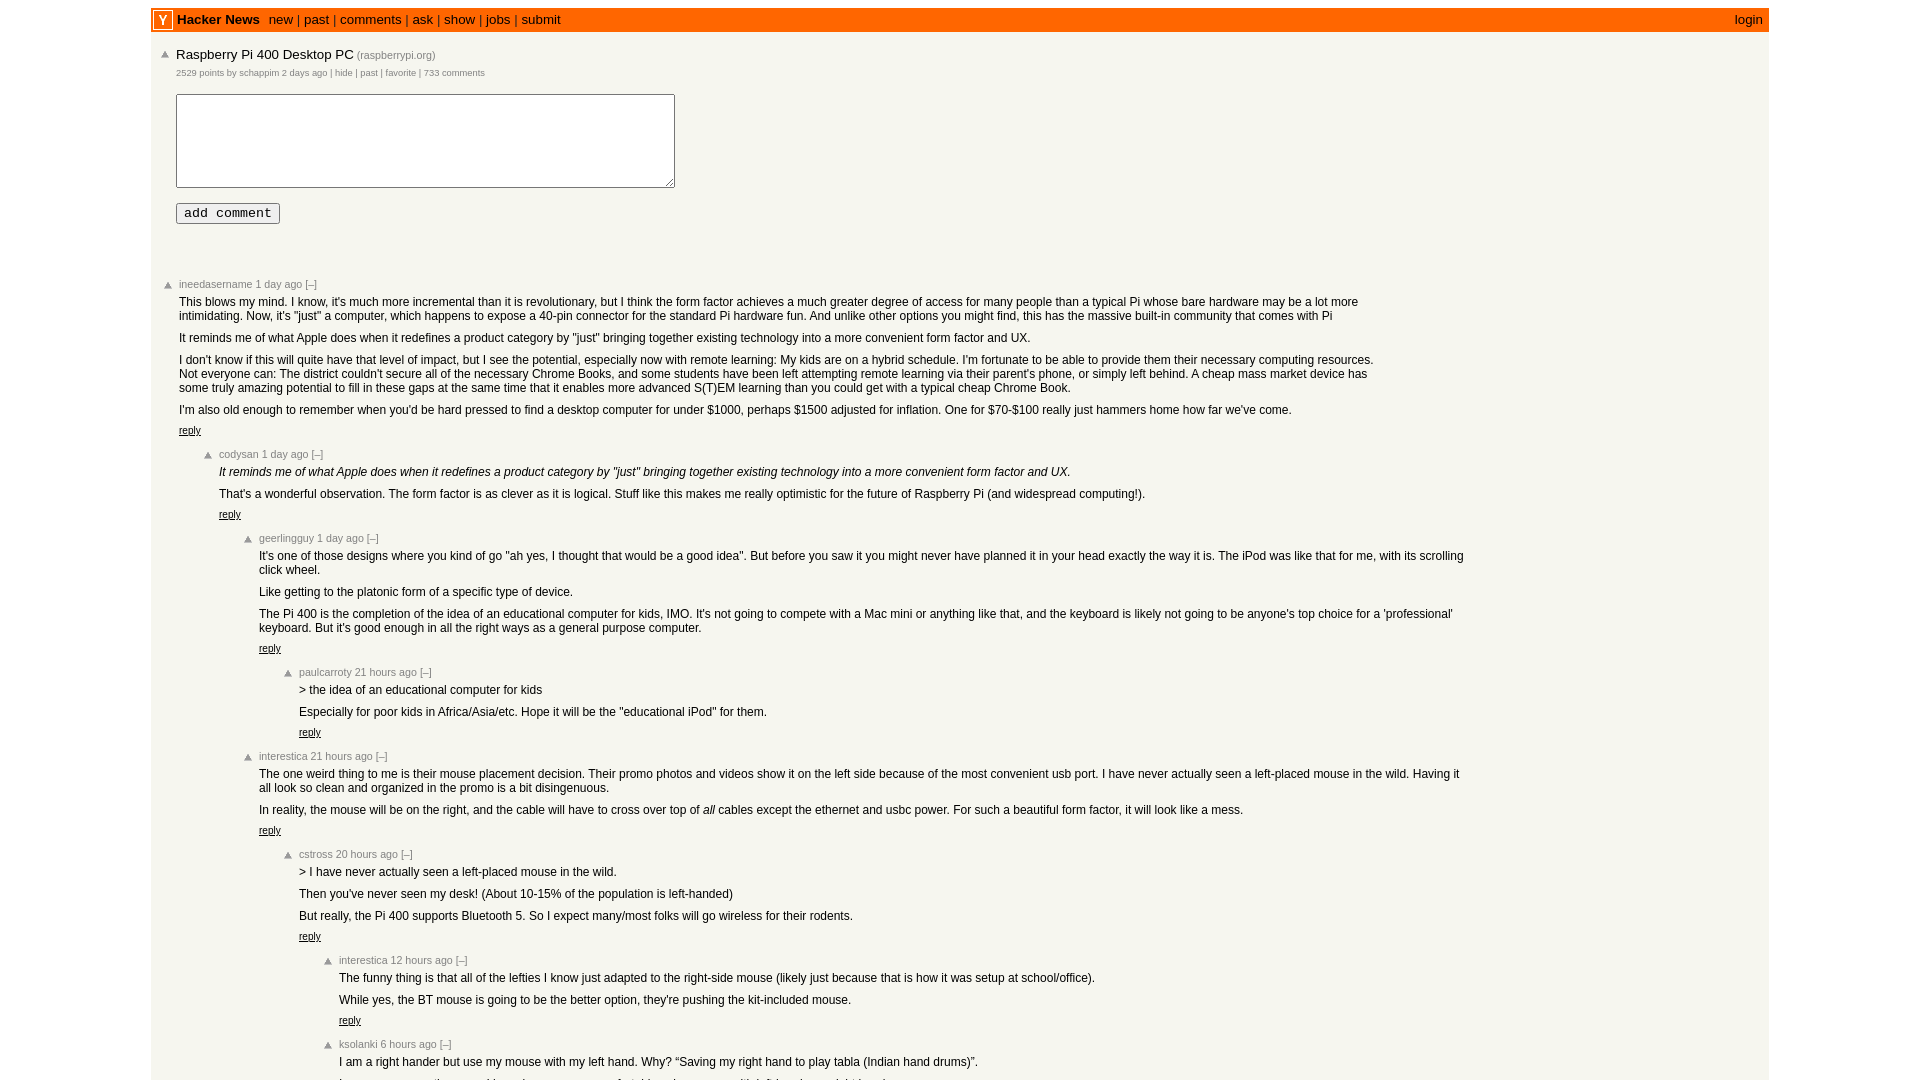 Y Hacker News new | past | comments | ask | show | jobs | submit login
Raspberry Pi 400 Desktop PC (raspberrypi.org)
2529 points by schappim 2 days ago | hide | past | favorite | 733 comments
add comment
ineedasername 1 day ago [–]
This blows my mind. I know, it's much more incremental than it is revolutionary, but I think the form factor achieves a much greater degree of access for many people than a typical Pi whose bare hardware may be a lot more
intimidating. Now, it's "just" a computer, which happens to expose a 40-pin connector for the standard Pi hardware fun. And unlike other options you might find, this has the massive built-in community that comes with Pi
It reminds me of what Apple does when it redefines a product category by "just" bringing together existing technology into a more convenient form factor and UX.
I don't know if this will quite have that level of impact, but I see the potential, especially now with remote learning: My kids are on a hybrid schedule. I'm fortunate to be able to provide them their necessary computing resources.
Not everyone can: The district couldn't secure all of the necessary Chrome Books, and some students have been left attempting remote learning via their parent's phone, or simply left behind. A cheap mass market device has
some truly amazing potential to fill in these gaps at the same time that it enables more advanced S(T)EM learning than you could get with a typical cheap Chrome Book.
I'm also old enough to remember when you'd be hard pressed to find a desktop computer for under $1000, perhaps $1500 adjusted for inflation. One for $70-$100 really just hammers home how far we've come.
reply
codysan 1 day ago [–]
It reminds me of what Apple does when it redefines a product category by "just" bringing together existing technology into a more convenient form factor and UX.
That's a wonderful observation. The form factor is as clever as it is logical. Stuff like this makes me really optimistic for the future of Raspberry Pi (and widespread computing!).
reply
geerlingguy 1 day ago [–]
It's one of those designs where you kind of go "ah yes, I thought that would be a good idea". But before you saw it you might never have planned it in your head exactly the way it is. The iPod was like that for me, with its scrolling
click wheel.
Like getting to the platonic form of a specific type of device.
The Pi 400 is the completion of the idea of an educational computer for kids, IMO. It's not going to compete with a Mac mini or anything like that, and the keyboard is likely not going to be anyone's top choice for a 'professional'
keyboard. But it's good enough in all the right ways as a general purpose computer.
reply
paulcarroty 21 hours ago [–]
> the idea of an educational computer for kids
Especially for poor kids in Africa/Asia/etc. Hope it will be the "educational iPod" for them.
reply
interestica 21 hours ago [–]
The one weird thing to me is their mouse placement decision. Their promo photos and videos show it on the left side because of the most convenient usb port. I have never actually seen a left-placed mouse in the wild. Having it
all look so clean and organized in the promo is a bit disingenuous.
In reality, the mouse will be on the right, and the cable will have to cross over top of all cables except the ethernet and usbc power. For such a beautiful form factor, it will look like a mess.
reply
cstross 20 hours ago [–]
> I have never actually seen a left-placed mouse in the wild.
Then you've never seen my desk! (About 10-15% of the population is left-handed)
But really, the Pi 400 supports Bluetooth 5. So I expect many/most folks will go wireless for their rodents.
reply
interestica 12 hours ago [–]
The funny thing is that all of the lefties I know just adapted to the right-side mouse (likely just because that is how it was setup at school/office).
While yes, the BT mouse is going to be the better option, they're pushing the kit-included mouse.
reply
ksolanki 6 hours ago [–]
I am a right hander but use my mouse with my left hand. Why? “Saving my right hand to play tabla (Indian hand drums)”.